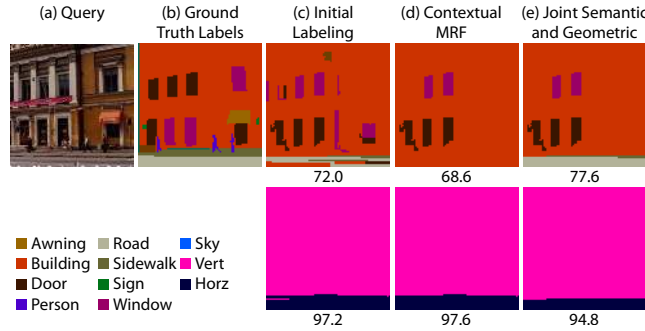 (a) Query (b) Ground (c) Initial (d) Contextual (e) Joint Semantic
Truth Labels Labeling MRF and Geometric
72.0 68.6 77.6
Awning Road Sky
Building Sidewalk Vert
Door Sign Horz
Person Window
97.2 97.6 94.8